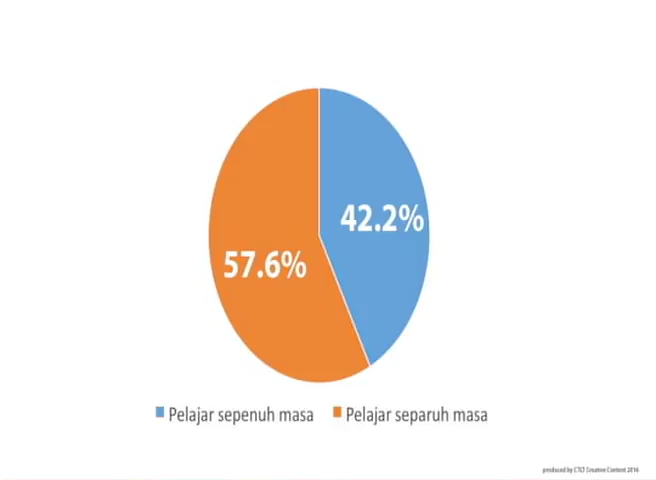 42.2%
57.6%
Pelajar sepenuh masa
Pelajar separuh masa
produced by CTLT Creative Content 2016